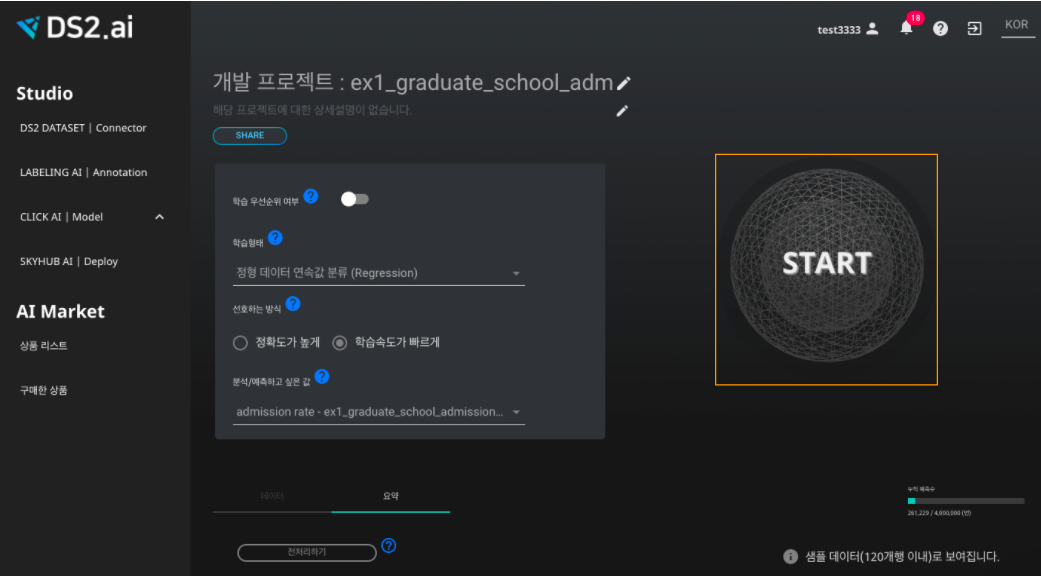 DS2.ai
test3333
18
KOR
Studio
DS2 DATASET | Connector
LABELING AI | Annotation
CLICK AI | Model
SKYHUB AI | Deploy
AI Market
상품 리스트
구매한 상품
개발 프로젝트 : ex1_graduate_school_adm
해당 프로젝트에 대한 상세설명이 없습니다.
SHARE
학습 우선순위 여부
학습형태
정형 데이터 연속값 분류 (Regression)
선호하는 방식
정확도가 높게 학습속도가 빠르게
분석/예측하고 싶은 값
admission rate - ex1_graduate_school_admission...
START
데이터 요약
누적 예측수
261,229 / 4,000,000 (번)
전처리하기
샘플 데이터(120개행 이내)로 보여집니다.